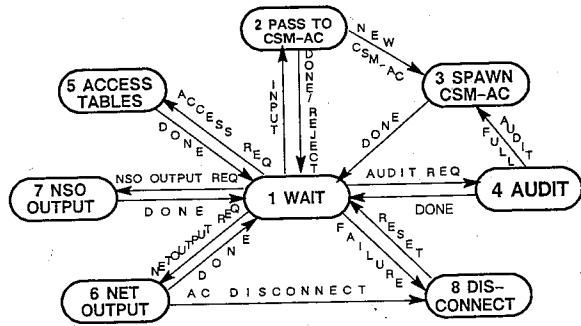 2 PASS TO
CSM-AC
NEW
CSM-AC
3 SPAWN
CSM-AC
5 ACCESS
TABLES
ACCESS REQ
DONE
INPUT
DONE/REJECT
DONE
AUDIT
FULL
7 NSO
OUTPUT
NSO OUTPUT REQ
DONE
1 WAIT
AUDIT REQ
DONE
4 AUDIT
NETOUTPUT REQ
DONE
RESET
FAILURE
6 NET
OUTPUT
AC DISCONNECT
8 DIS-
CONNECT